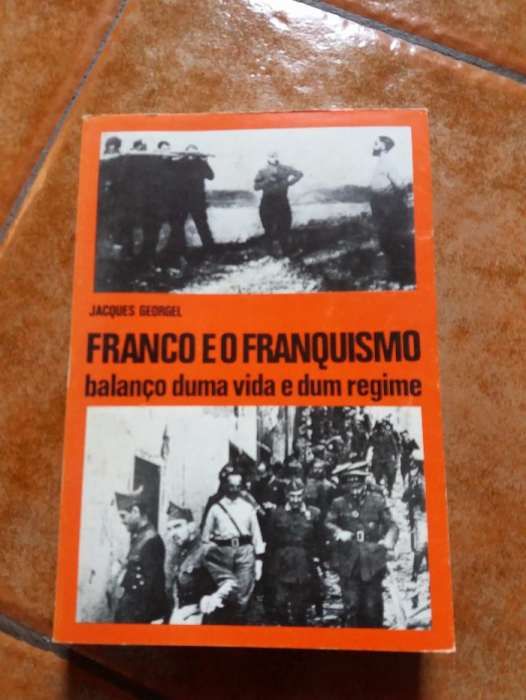 JACQUES GEORGEL
FRANCO E O FRANQUISMO
balanço duma vida e dum regime